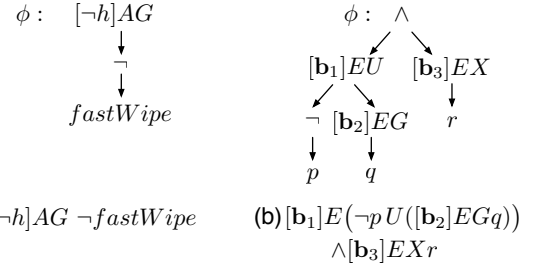 ϕ : [¬h]AG
¬
fastWipe
¬h]AG ¬fastWipe
ϕ : ∧
[b₁]EU [b₃]EX
¬ [b₂]EG r
p q
(b) [b₁]E(¬p U([b₂]EGq))
∧[b₃]EXr